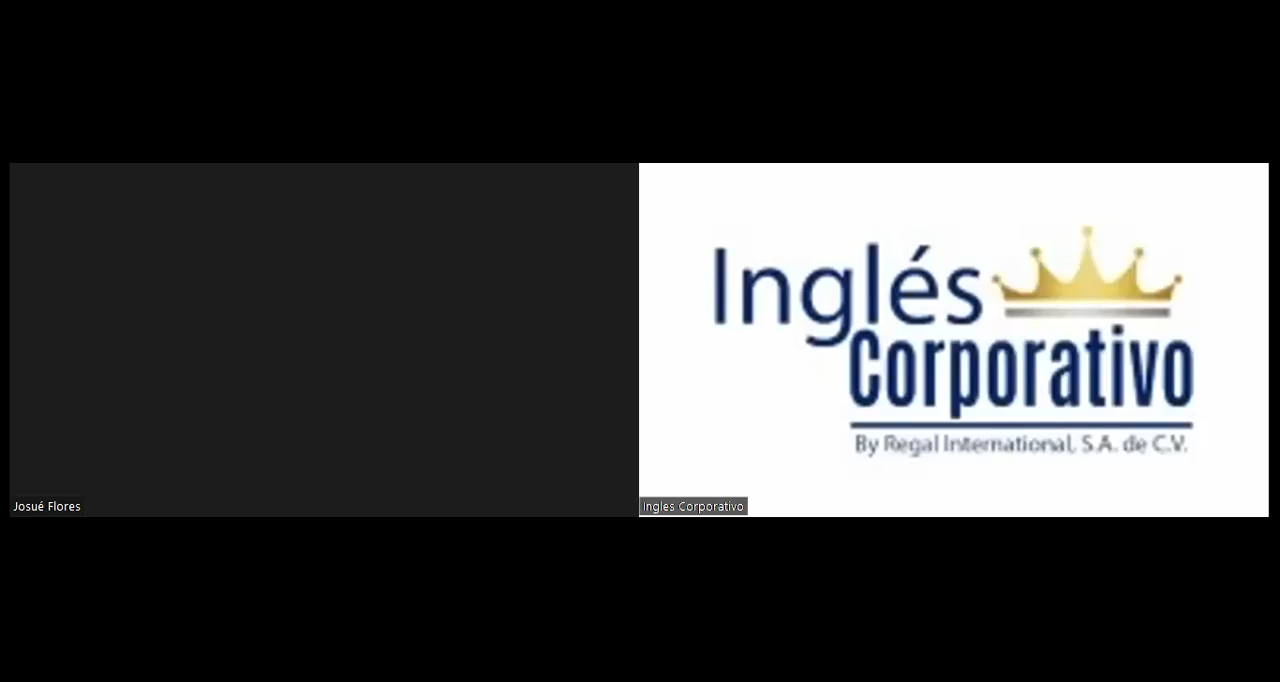 Inglés
Corporativo
By Regal International, S.A. de C.V.
Josué Flores
Ingles Corporativo